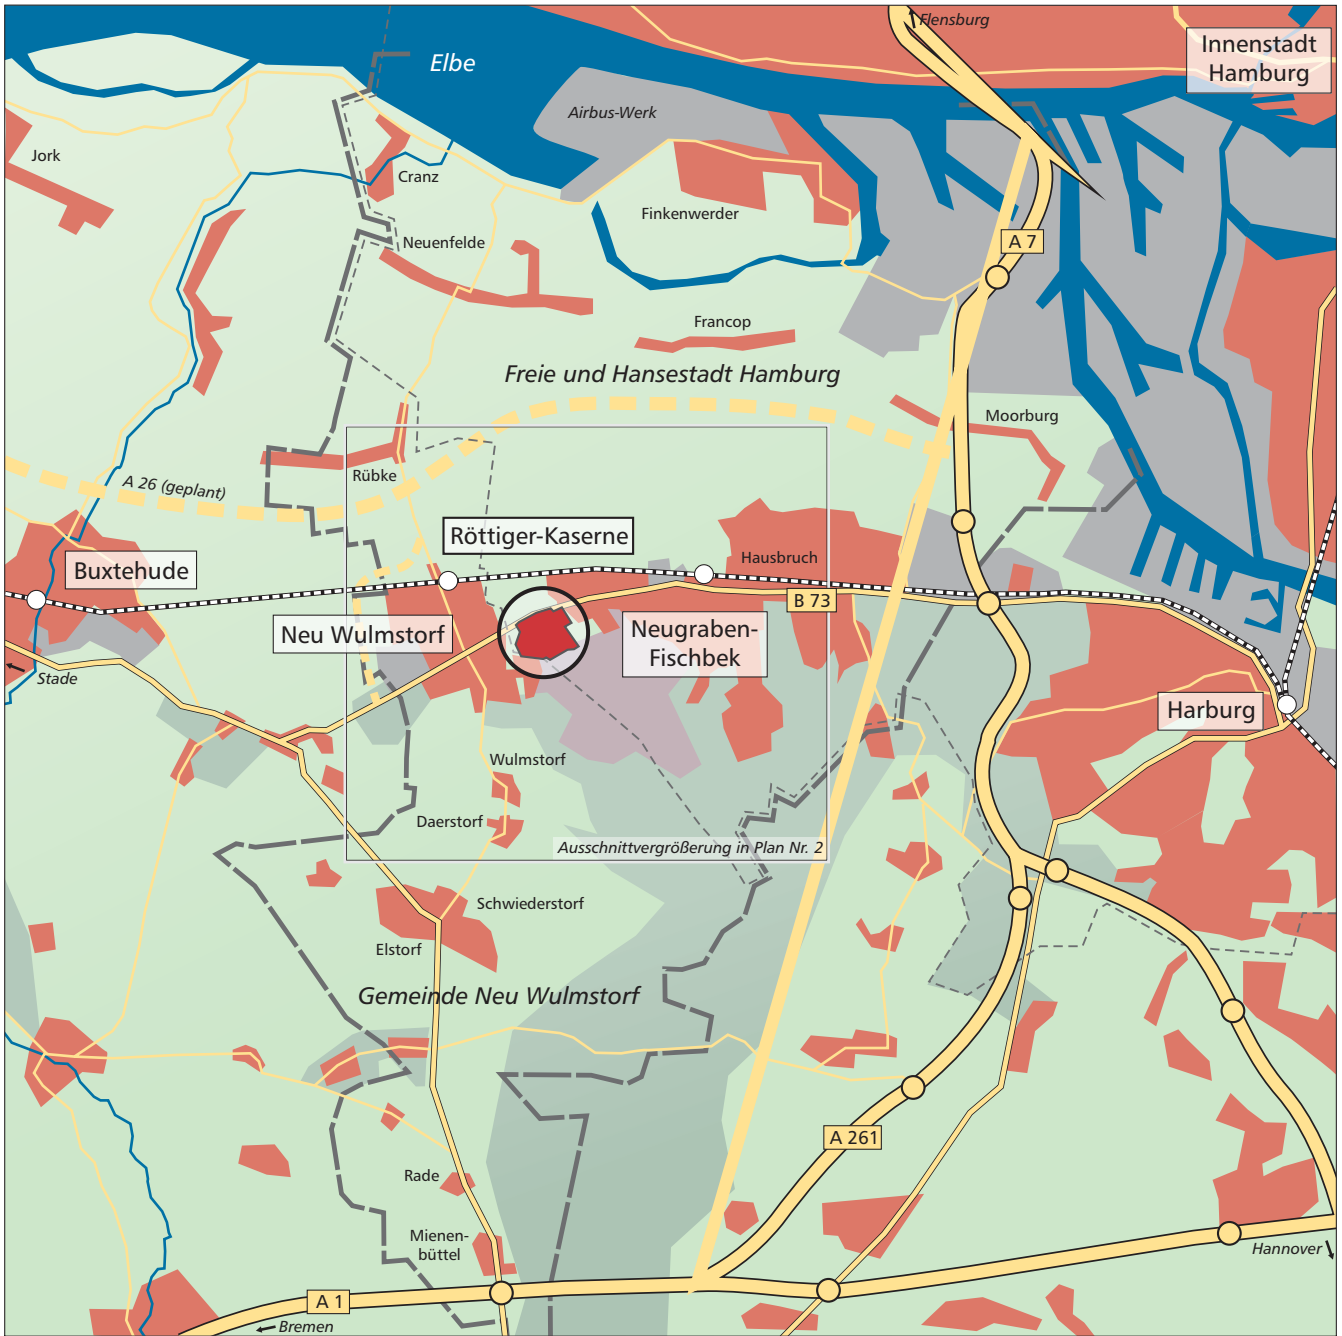 Flensburg
Innenstadt
Hamburg
Elbe
Airbus-Werk
Jork
Cranz
Finkenwerder
Neuenfelde
A 7
Francop
Freie und Hansestadt Hamburg
Moorburg
Rübke
A 26 (geplant)
Röttiger-Kaserne
Hausbruch
Buxtehude
B 73
Neu Wulmstorf
Neugraben-
Fischbek
Stade
Harburg
Wulmstorf
Daerstorf
Ausschnittvergrößerung in Plan Nr. 2
Schwiederstorf
Elstorf
Gemeinde Neu Wulmstorf
A 261
Rade
Mienen-
büttel
Hannover
A 1
Bremen